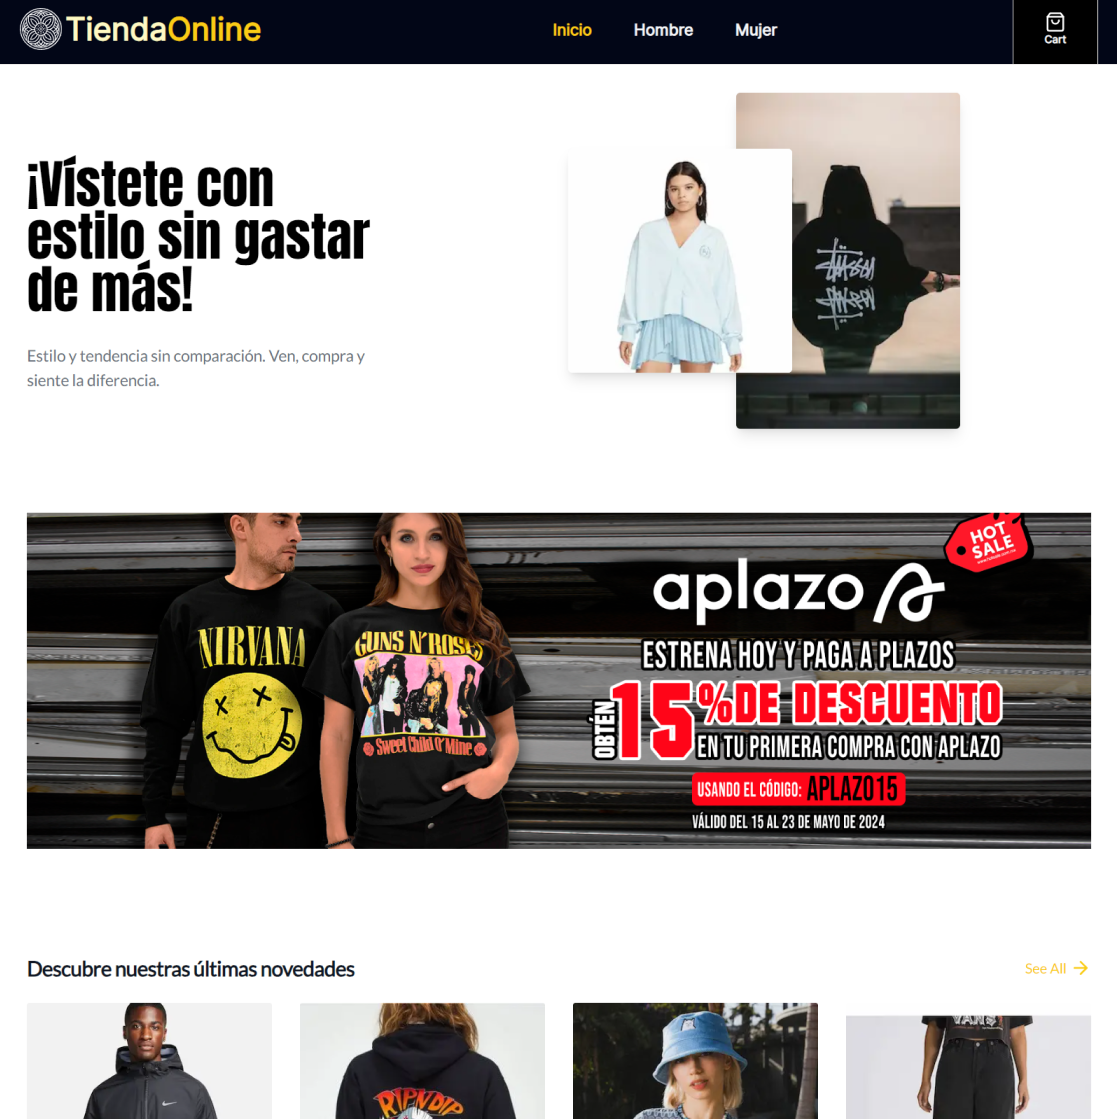 TiendaOnline
Inicio
Hombre
Mujer
Cart
¡Vístete con
estilo sin gastar
de más!
Estilo y tendencia sin comparación. Ven, compra y
siente la diferencia.
HOT
SALE
aplazo
NIRVANA
GUNS N' ROSES
Sweet Child O' Mine
ESTRENA HOY Y PAGA A PLAZOS
OBTÉN
15% DE DESCUENTO
EN TU PRIMERA COMPRA CON APLAZO
USANDO EL CÓDIGO: APLAZO15
VÁLIDO DEL 15 AL 23 DE MAYO DE 2024
Descubre nuestras últimas novedades
See All
RIPNDIP
VANS